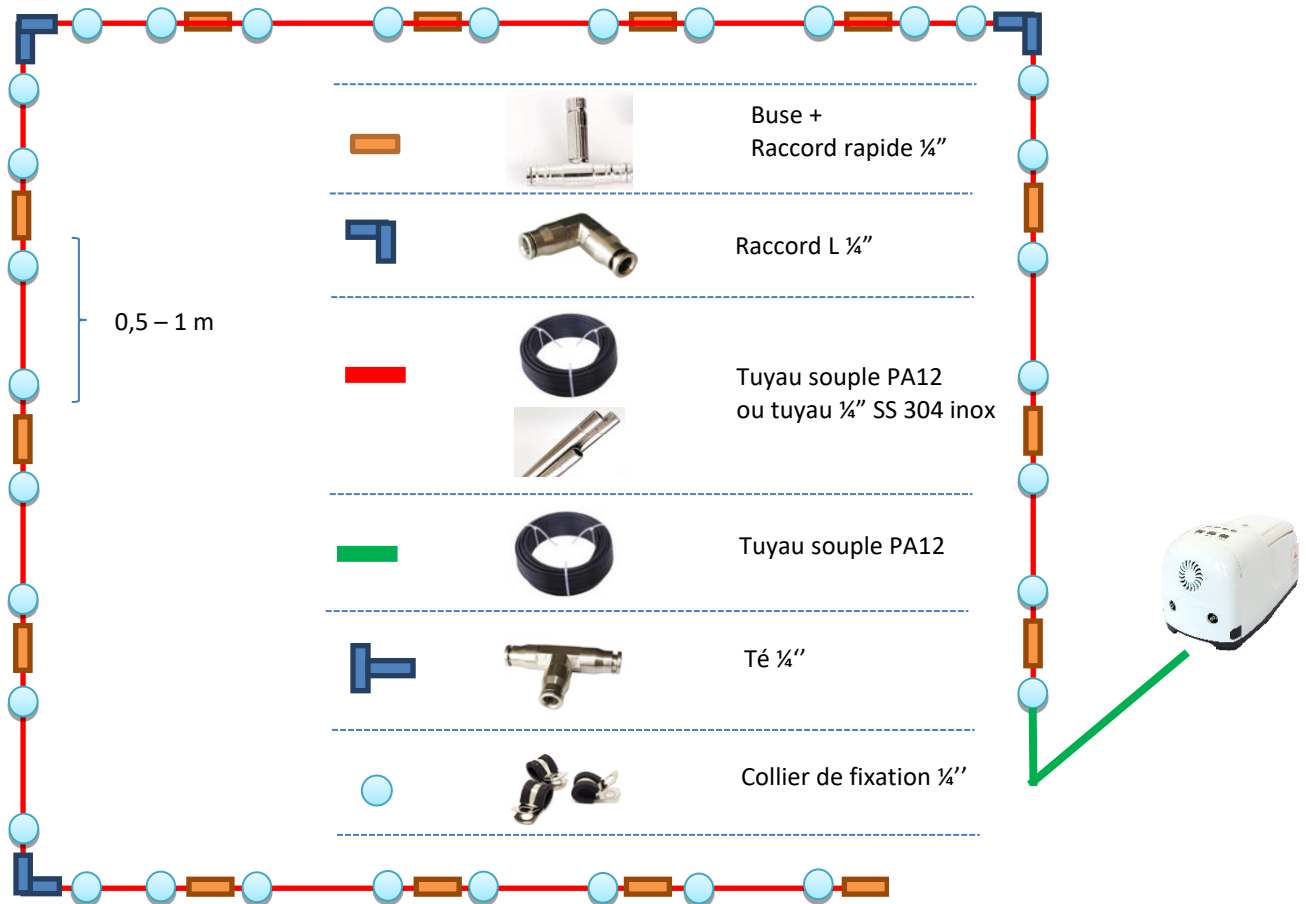 Buse +
Raccord rapide ¼”
Raccord L ¼”
0,5 – 1 m
Tuyau souple PA12
ou tuyau ¼” SS 304 inox
Tuyau souple PA12
Té ¼’’
Collier de fixation ¼’’